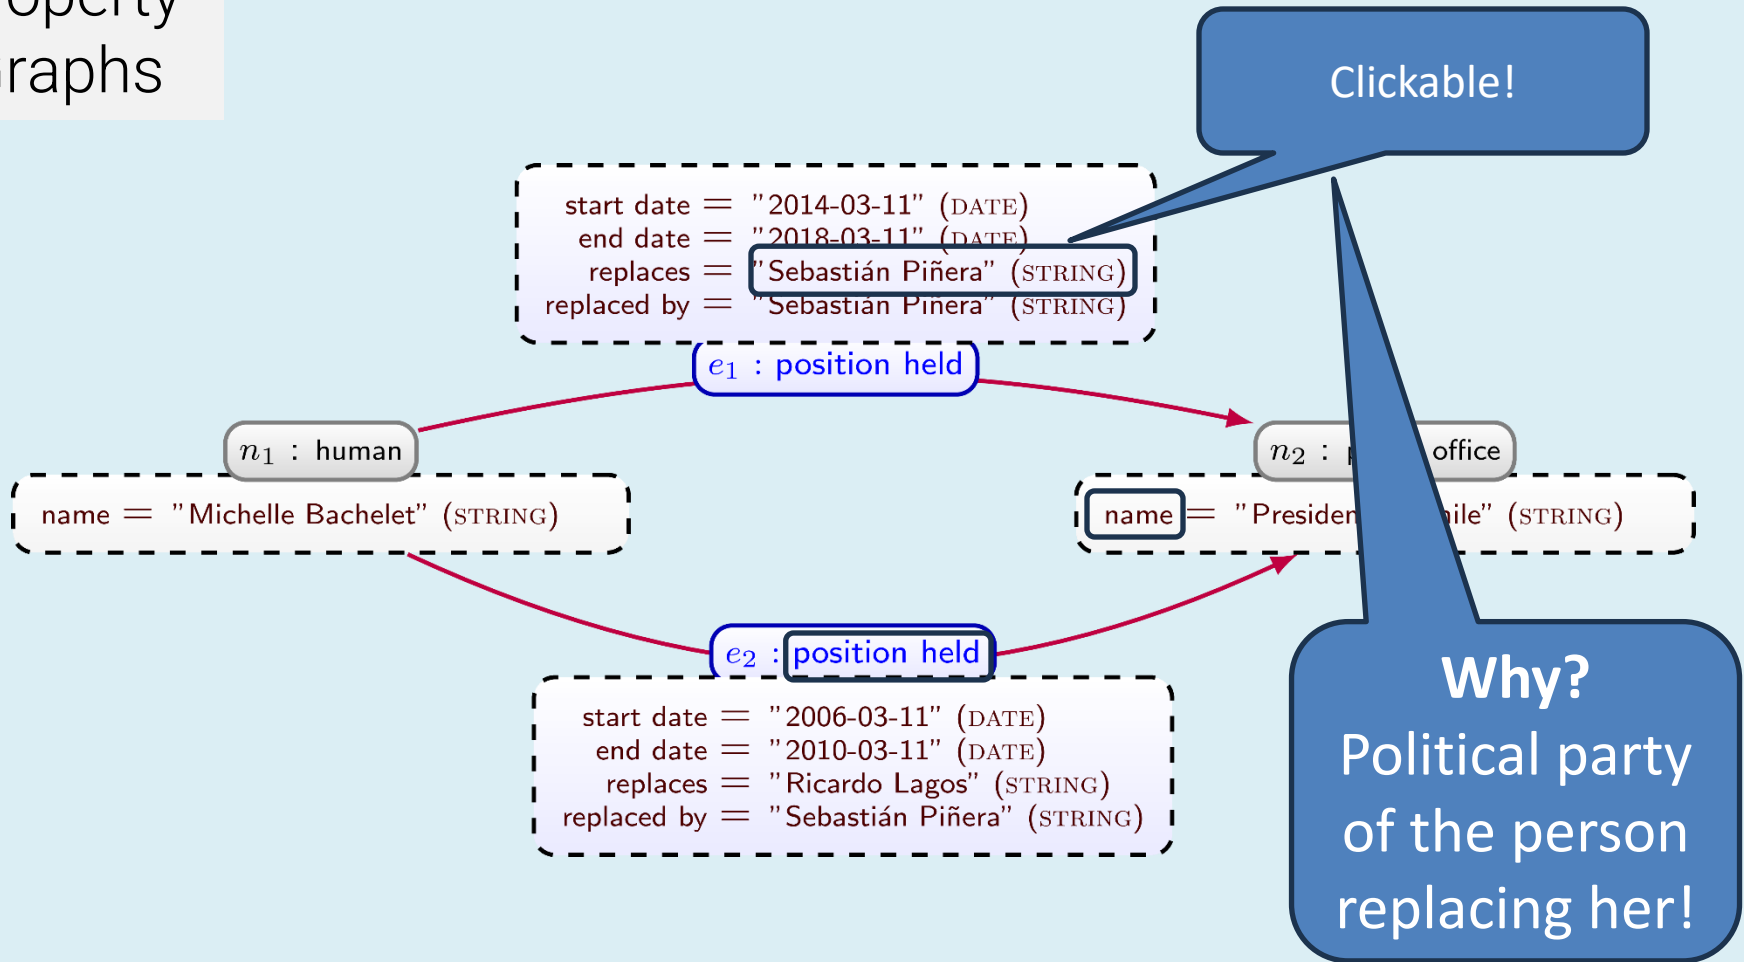 operty
raphs
Clickable!
start date = "2014-03-11" (DATE)
end date = "2018-03-11" (DATE)
replaces = "Sebastián Piñera" (STRING)
replaced by = "Sebastián Piñera" (STRING)
e1 : position held
n1 : human
n2 : office
name = "Michelle Bachelet" (STRING)
name = "Presiden ile" (STRING)
e2 : position held
start date = "2006-03-11" (DATE)
end date = "2010-03-11" (DATE)
replaces = "Ricardo Lagos" (STRING)
replaced by = "Sebastián Piñera" (STRING)
Why?
Political party
of the person
replacing her!